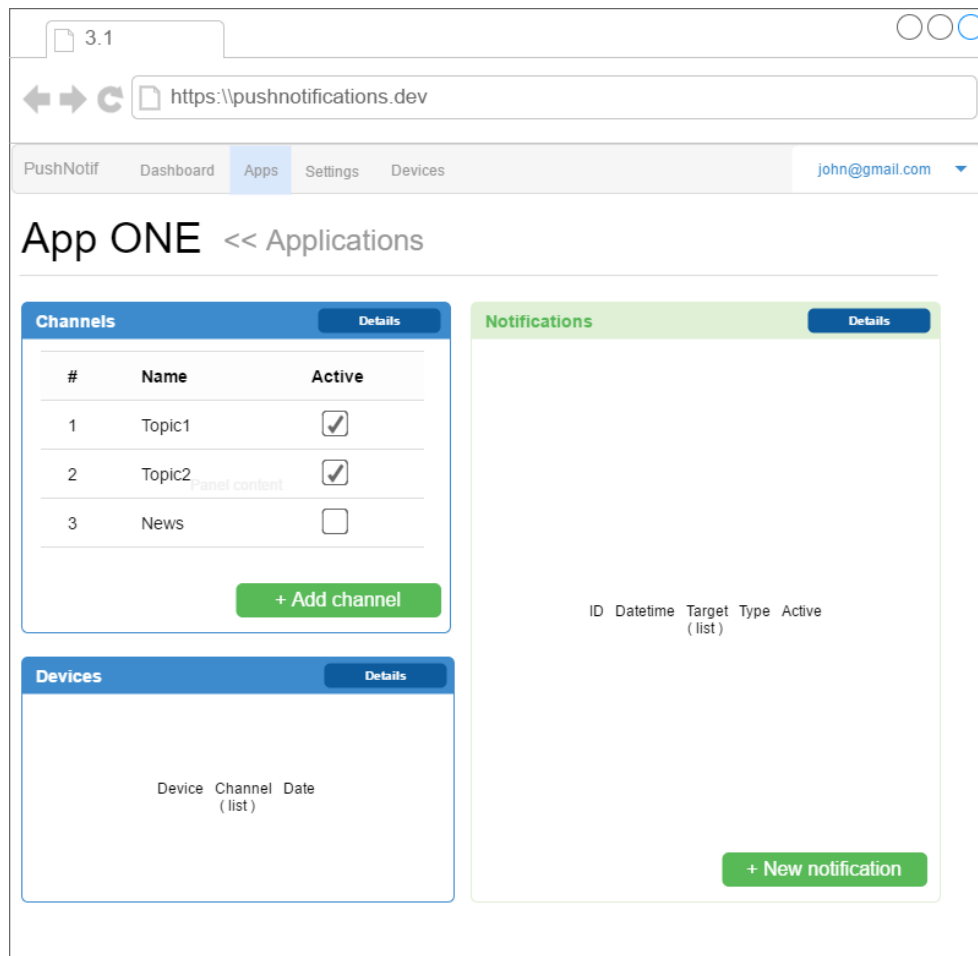 3.1
https:\\pushnotifications.dev
PushNotif Dashboard Apps Settings Devices john@gmail.com
App ONE << Applications
Channels Details
# Name Active
1 Topic1
2 Topic2
Panel content
3 News
+ Add channel
Notifications Details
ID Datetime Target Type Active
( list )
+ New notification
Devices Details
Device Channel Date
( list )